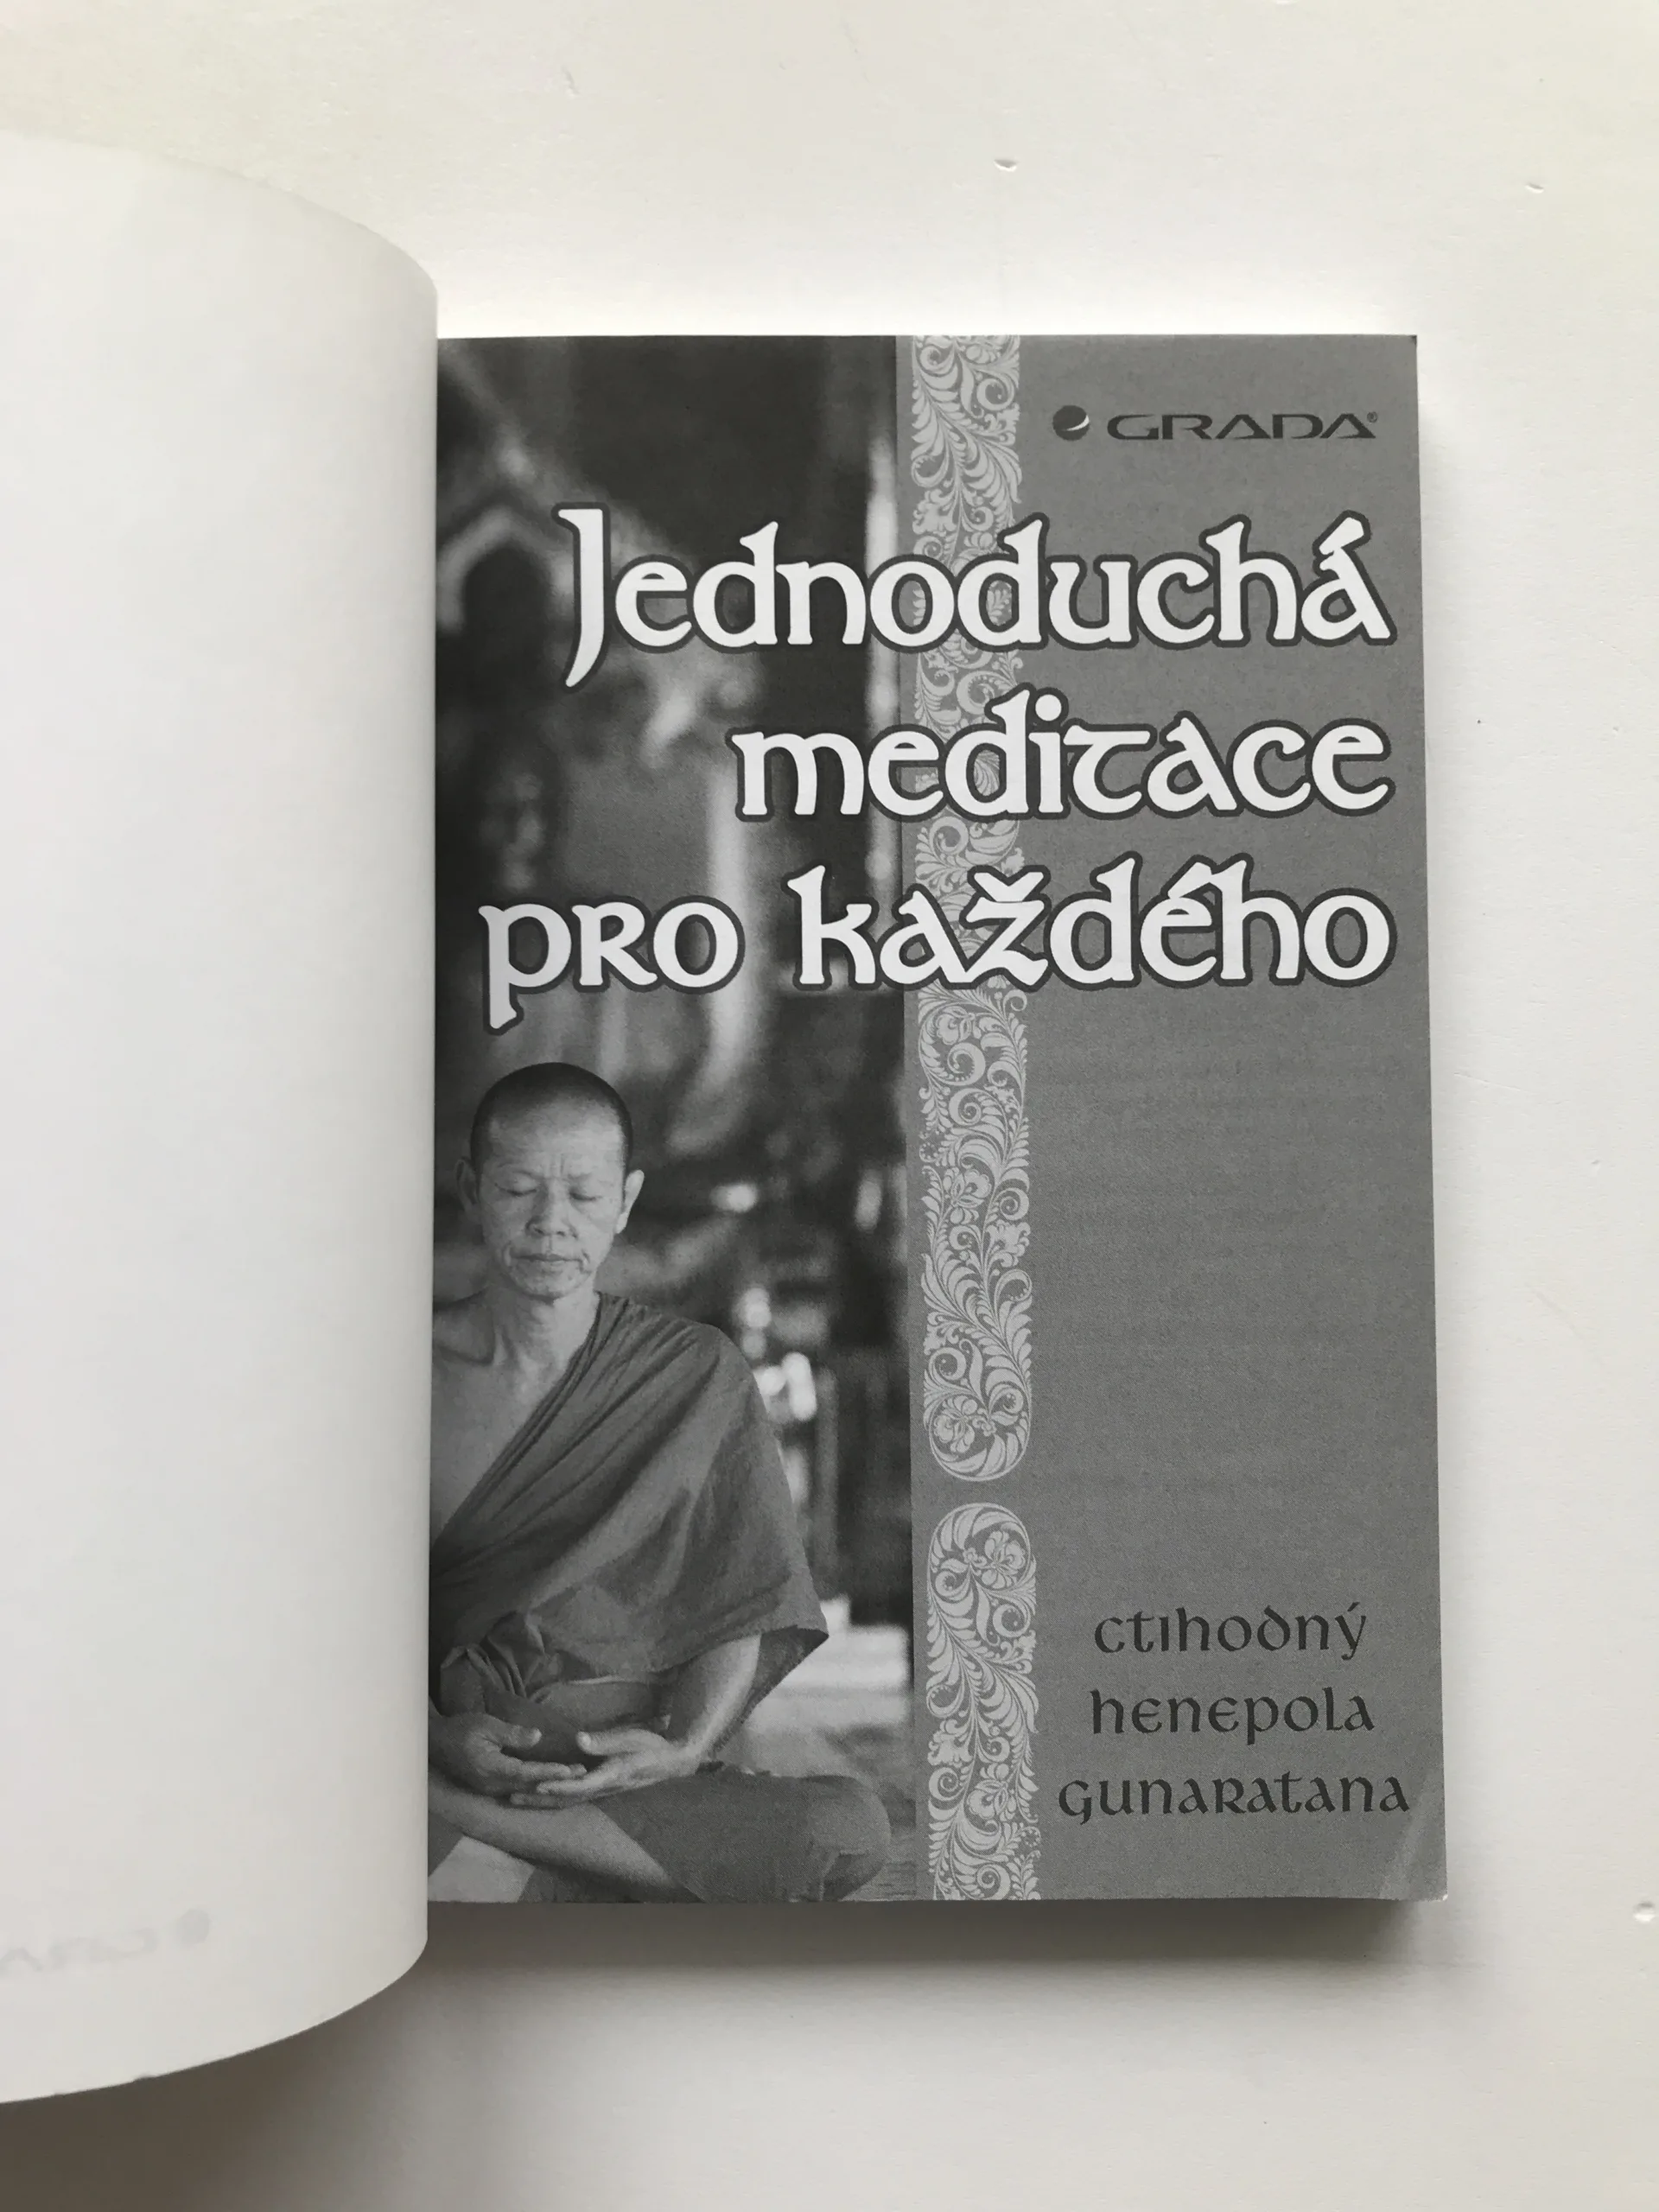 GRADA®
Jednoduchá
meditace
pro každého
ctihodný
henepola
gunaratana